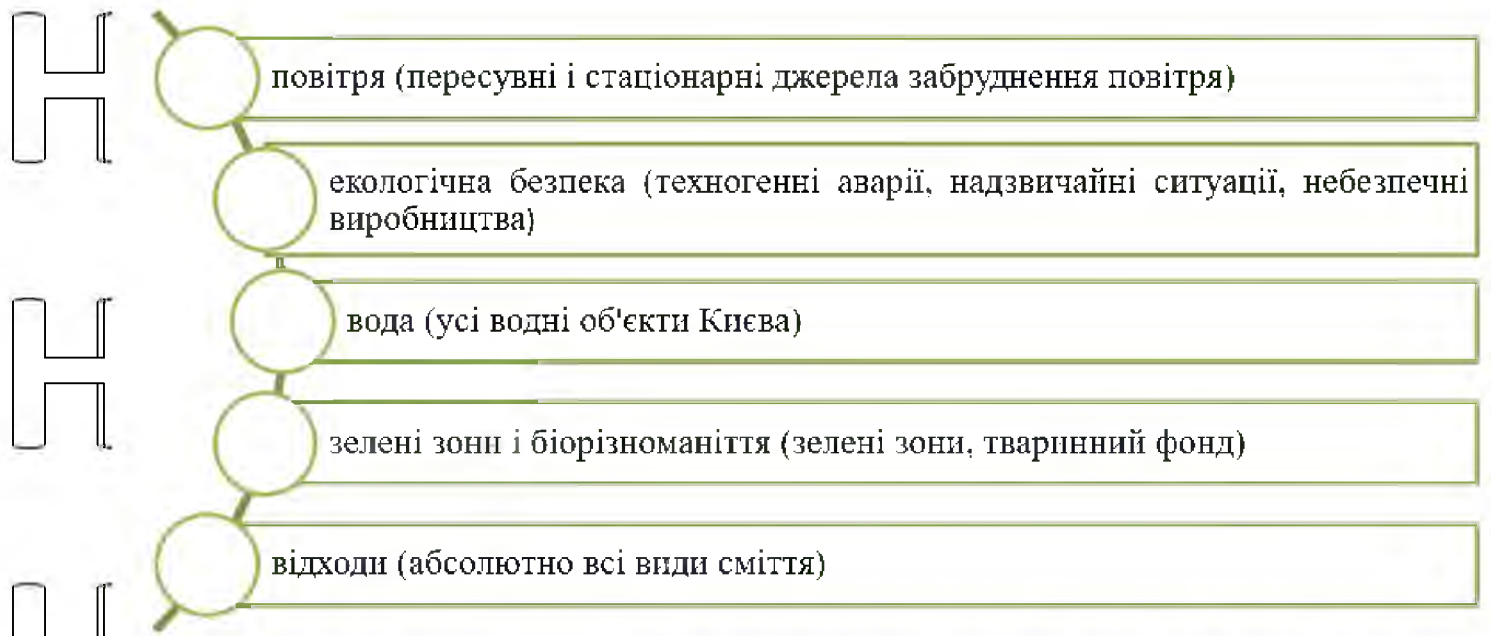 повітря (пересувні і стаціонарні джерела забруднення повітря)
екологічна безпека (техногенні аварії, надзвичайні ситуації, небезпечні
виробництва)
вода (усі водні об'єкти Києва)
зелені зони і біорізноманіття (зелені зони, тваринний фонд)
відходи (абсолютно всі види сміття)